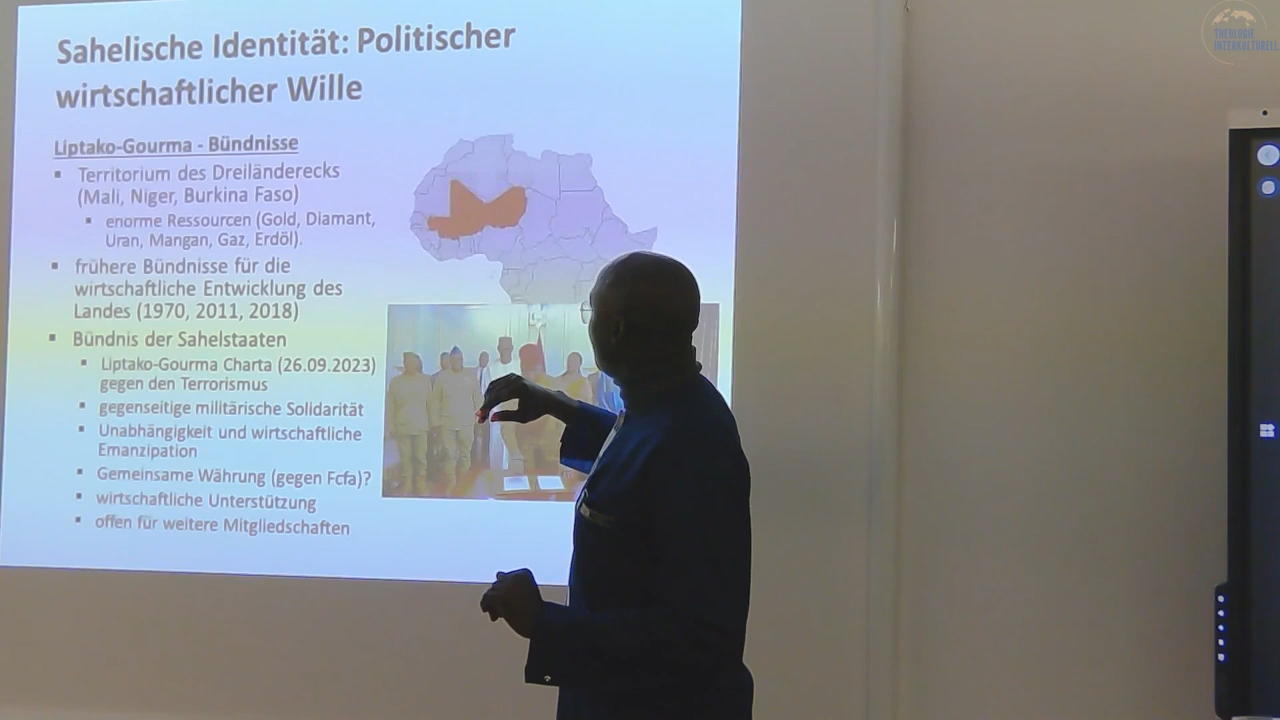 Sahelische Identität: Politischer
wirtschaftlicher Wille
Liptako-Gourma - Bündnisse
Territorium des Dreiländerecks
(Mali, Niger, Burkina Faso)
enorme Ressourcen (Gold, Diamant,
Uran, Mangan, Gaz, Erdöl).
frühere Bündnisse für die
wirtschaftliche Entwicklung des
Landes (1970, 2011, 2018)
Bündnis der Sahelstaaten
Liptako-Gourma Charta (26.09.2023)
gegen den Terrorismus
gegenseitige militärische Solidarität
Unabhängigkeit und wirtschaftliche
Emanzipation
Gemeinsame Währung (gegen Fcfa)?
wirtschaftliche Unterstützung
offen für weitere Mitgliedschaften
THEOLOGIE
INTERKULTURELL